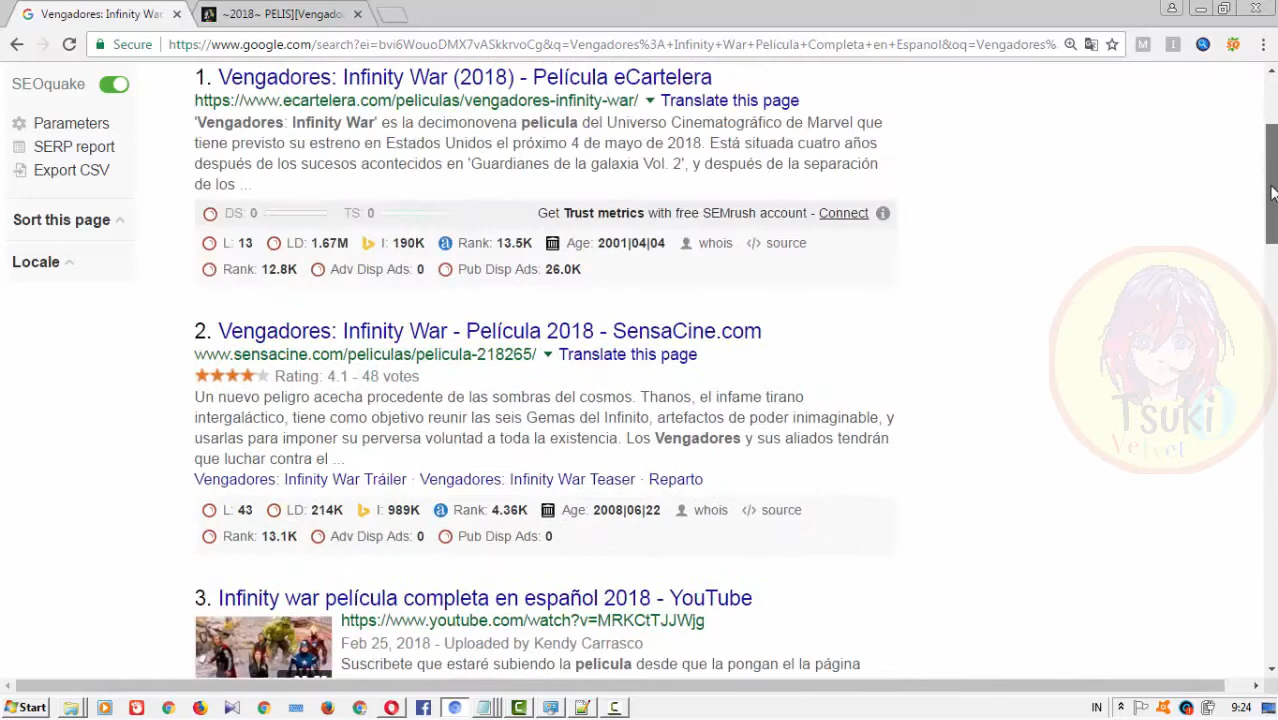 Vengadores: Infinity War
~2018~ PELIS][Vengado
Secure
https://www.google.com/search?ei=bvi6WouoDMX7vASkkrvoCg&q=Vengadores%3A+Infinity+War+Pelicula+Completa+en+Espanol&oq=Vengadores%
SEOquake
Parameters
SERP report
Export CSV
Sort this page
Locale
1. Vengadores: Infinity War (2018) - Película eCartelera
https://www.ecartelera.com/peliculas/vengadores-infinity-war/ Translate this page
'Vengadores: Infinity War' es la decimonovena película del Universo Cinematográfico de Marvel que
tiene previsto su estreno en Estados Unidos el próximo 4 de mayo de 2018. Está situada cuatro años
después de los sucesos acontecidos en 'Guardianes de la galaxia Vol. 2', y después de la separación
de los ...
DS: 0 TS: 0 Get Trust metrics with free SEMrush account - Connect
L: 13 LD: 1.67M I: 190K Rank: 13.5K Age: 2001|04|04 whois source
Rank: 12.8K Adv Disp Ads: 0 Pub Disp Ads: 26.0K
2. Vengadores: Infinity War - Película 2018 - SensaCine.com
www.sensacine.com/peliculas/pelicula-218265/ Translate this page
Rating: 4.1 - 48 votes
Un nuevo peligro acecha procedente de las sombras del cosmos. Thanos, el infame tirano
intergaláctico, tiene como objetivo reunir las seis Gemas del Infinito, artefactos de poder inimaginable, y
usarlas para imponer su perversa voluntad a toda la existencia. Los Vengadores y sus aliados tendrán
que luchar contra el ...
Vengadores: Infinity War Tráiler · Vengadores: Infinity War Teaser · Reparto
L: 43 LD: 214K I: 989K Rank: 4.36K Age: 2008|06|22 whois source
Rank: 13.1K Adv Disp Ads: 0 Pub Disp Ads: 0
3. Infinity war película completa en español 2018 - YouTube
https://www.youtube.com/watch?v=MRKCtTJJWjg
Feb 25, 2018 - Uploaded by Kendy Carrasco
Suscribete que estaré subiendo la pelicula desde que la pongan el la página
Tsuki
Velvet
Start
IN
9:24